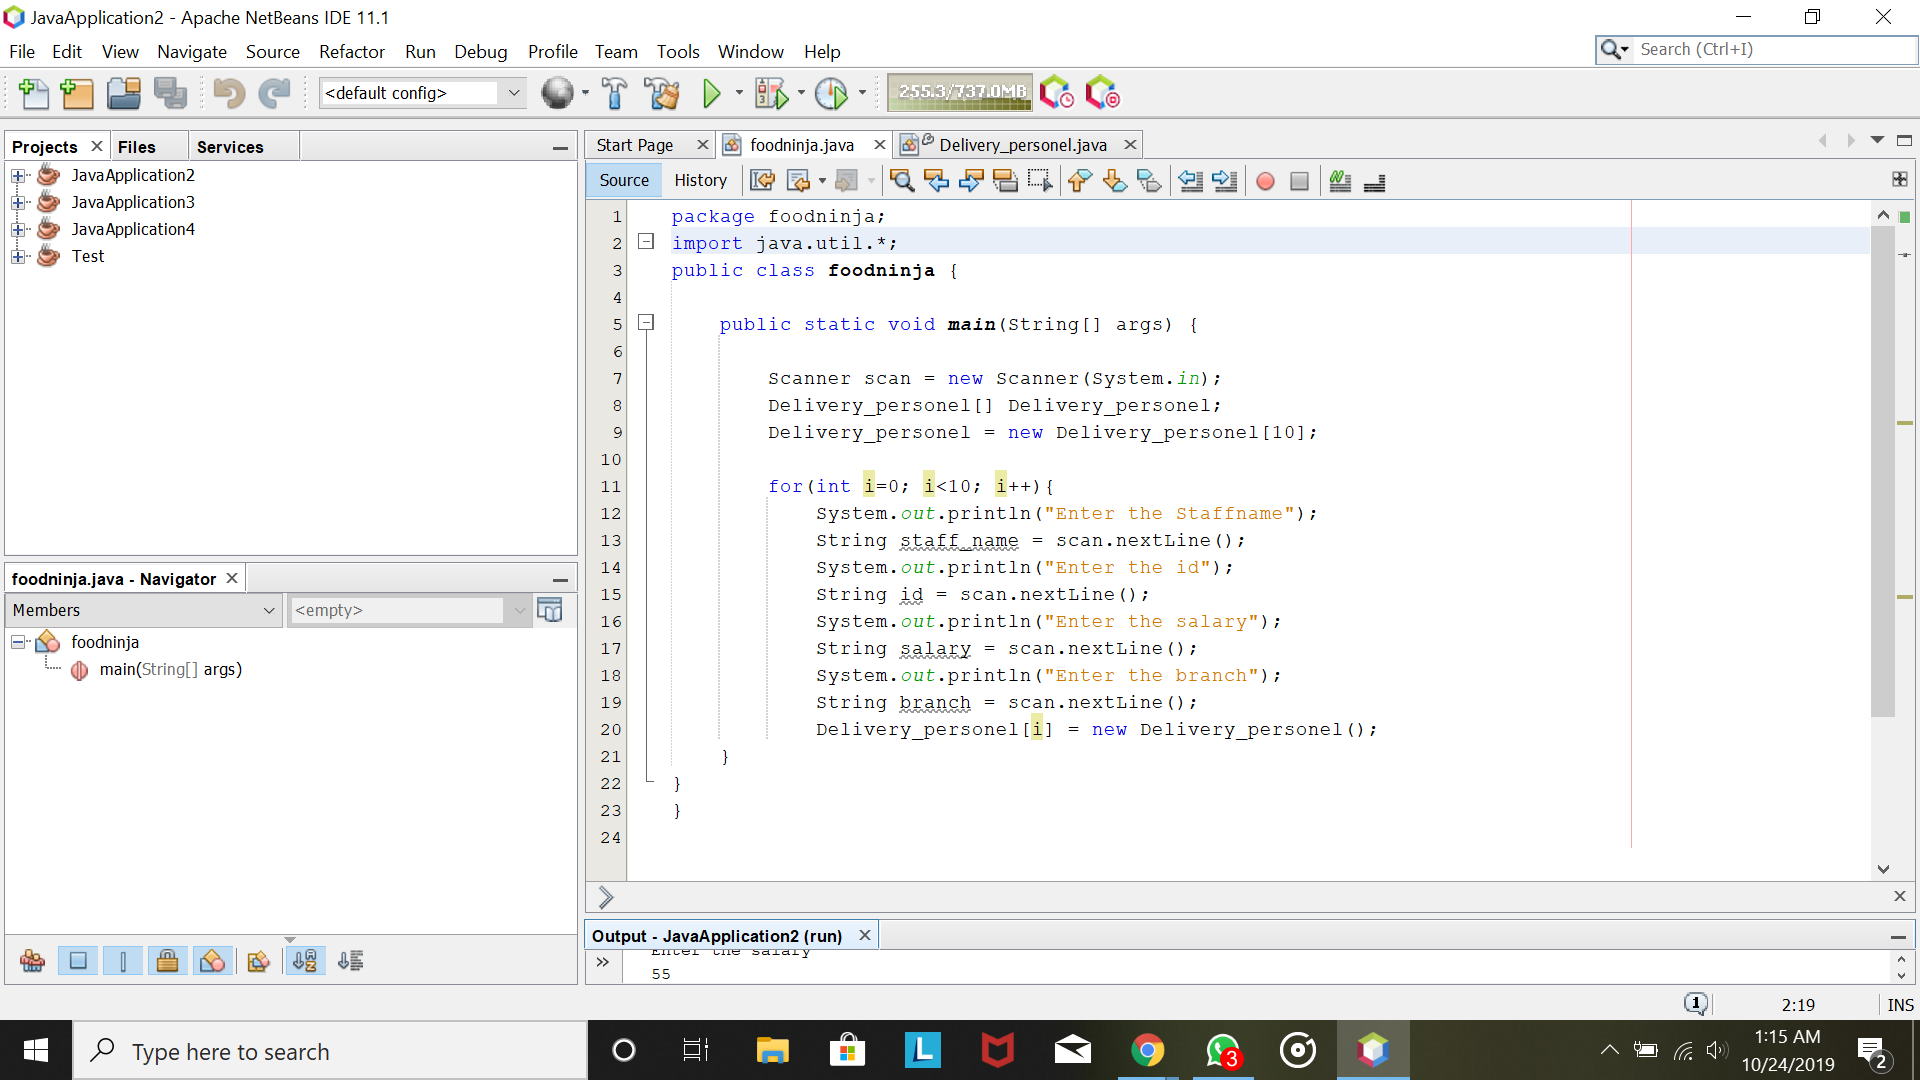 JavaApplication2 - Apache NetBeans IDE 11.1
File Edit View Navigate Source Refactor Run Debug Profile Team Tools Window Help
Search (Ctrl+I)
<default config>
255.3/737.0MB
Projects Files Services
JavaApplication2
JavaApplication3
JavaApplication4
Test
foodninja.java - Navigator
Members <empty>
foodninja
main(String[] args)
Start Page foodninja.java Delivery_personel.java
Source History
1 package foodninja;
2 import java.util.*;
3 public class foodninja {
4
5 public static void main(String[] args) {
6
7 Scanner scan = new Scanner(System.in);
8 Delivery_personel[] Delivery_personel;
9 Delivery_personel = new Delivery_personel[10];
10
11 for(int i=0; i<10; i++){
12 System.out.println("Enter the Staffname");
13 String staff_name = scan.nextLine();
14 System.out.println("Enter the id");
15 String id = scan.nextLine();
16 System.out.println("Enter the salary");
17 String salary = scan.nextLine();
18 System.out.println("Enter the branch");
19 String branch = scan.nextLine();
20 Delivery_personel[i] = new Delivery_personel();
21 }
22 }
23 }
24
Output - JavaApplication2 (run)
Enter the salary
55
1 2:19 INS
Type here to search
L
3
1:15 AM
10/24/2019
2